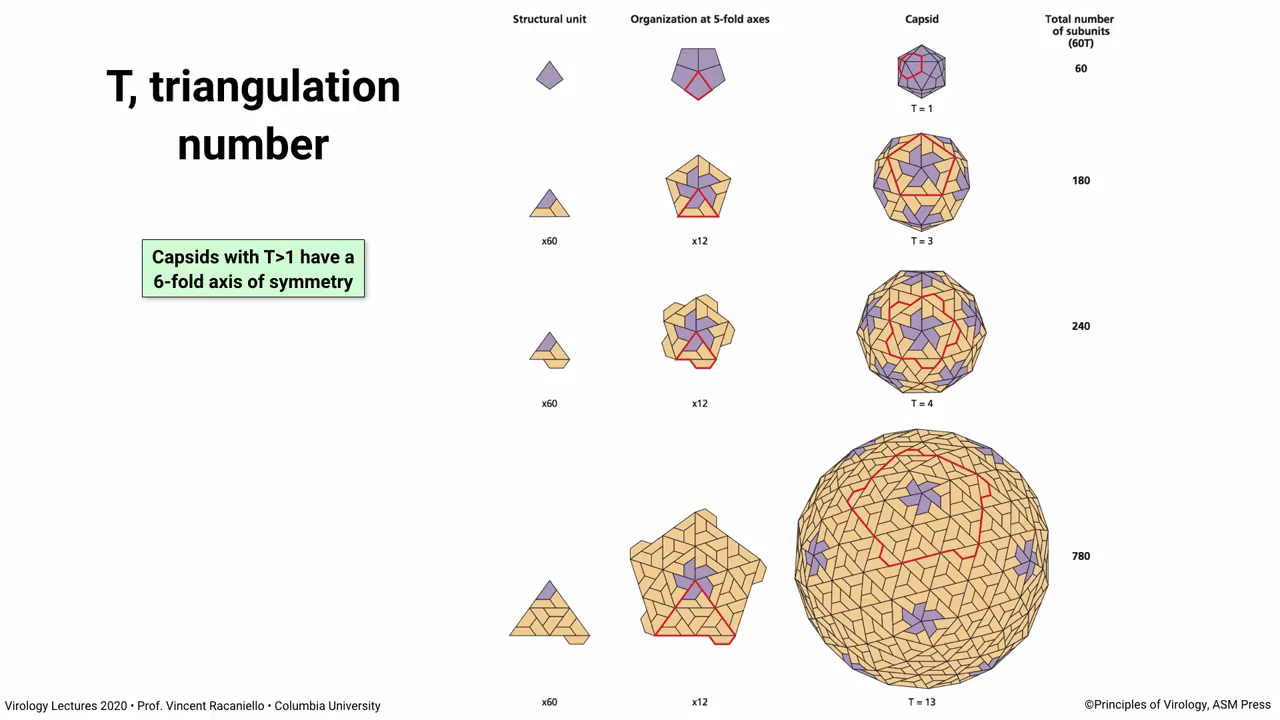 T, triangulation
number
Capsids with T>1 have a
6-fold axis of symmetry
Structural unit
Organization at 5-fold axes
Capsid
Total number
of subunits
(60T)
60
T = 1
180
x60
x12
T = 3
240
x60
x12
T = 4
780
x60
x12
T = 13
Virology Lectures 2020 • Prof. Vincent Racaniello • Columbia University
©Principles of Virology, ASM Press